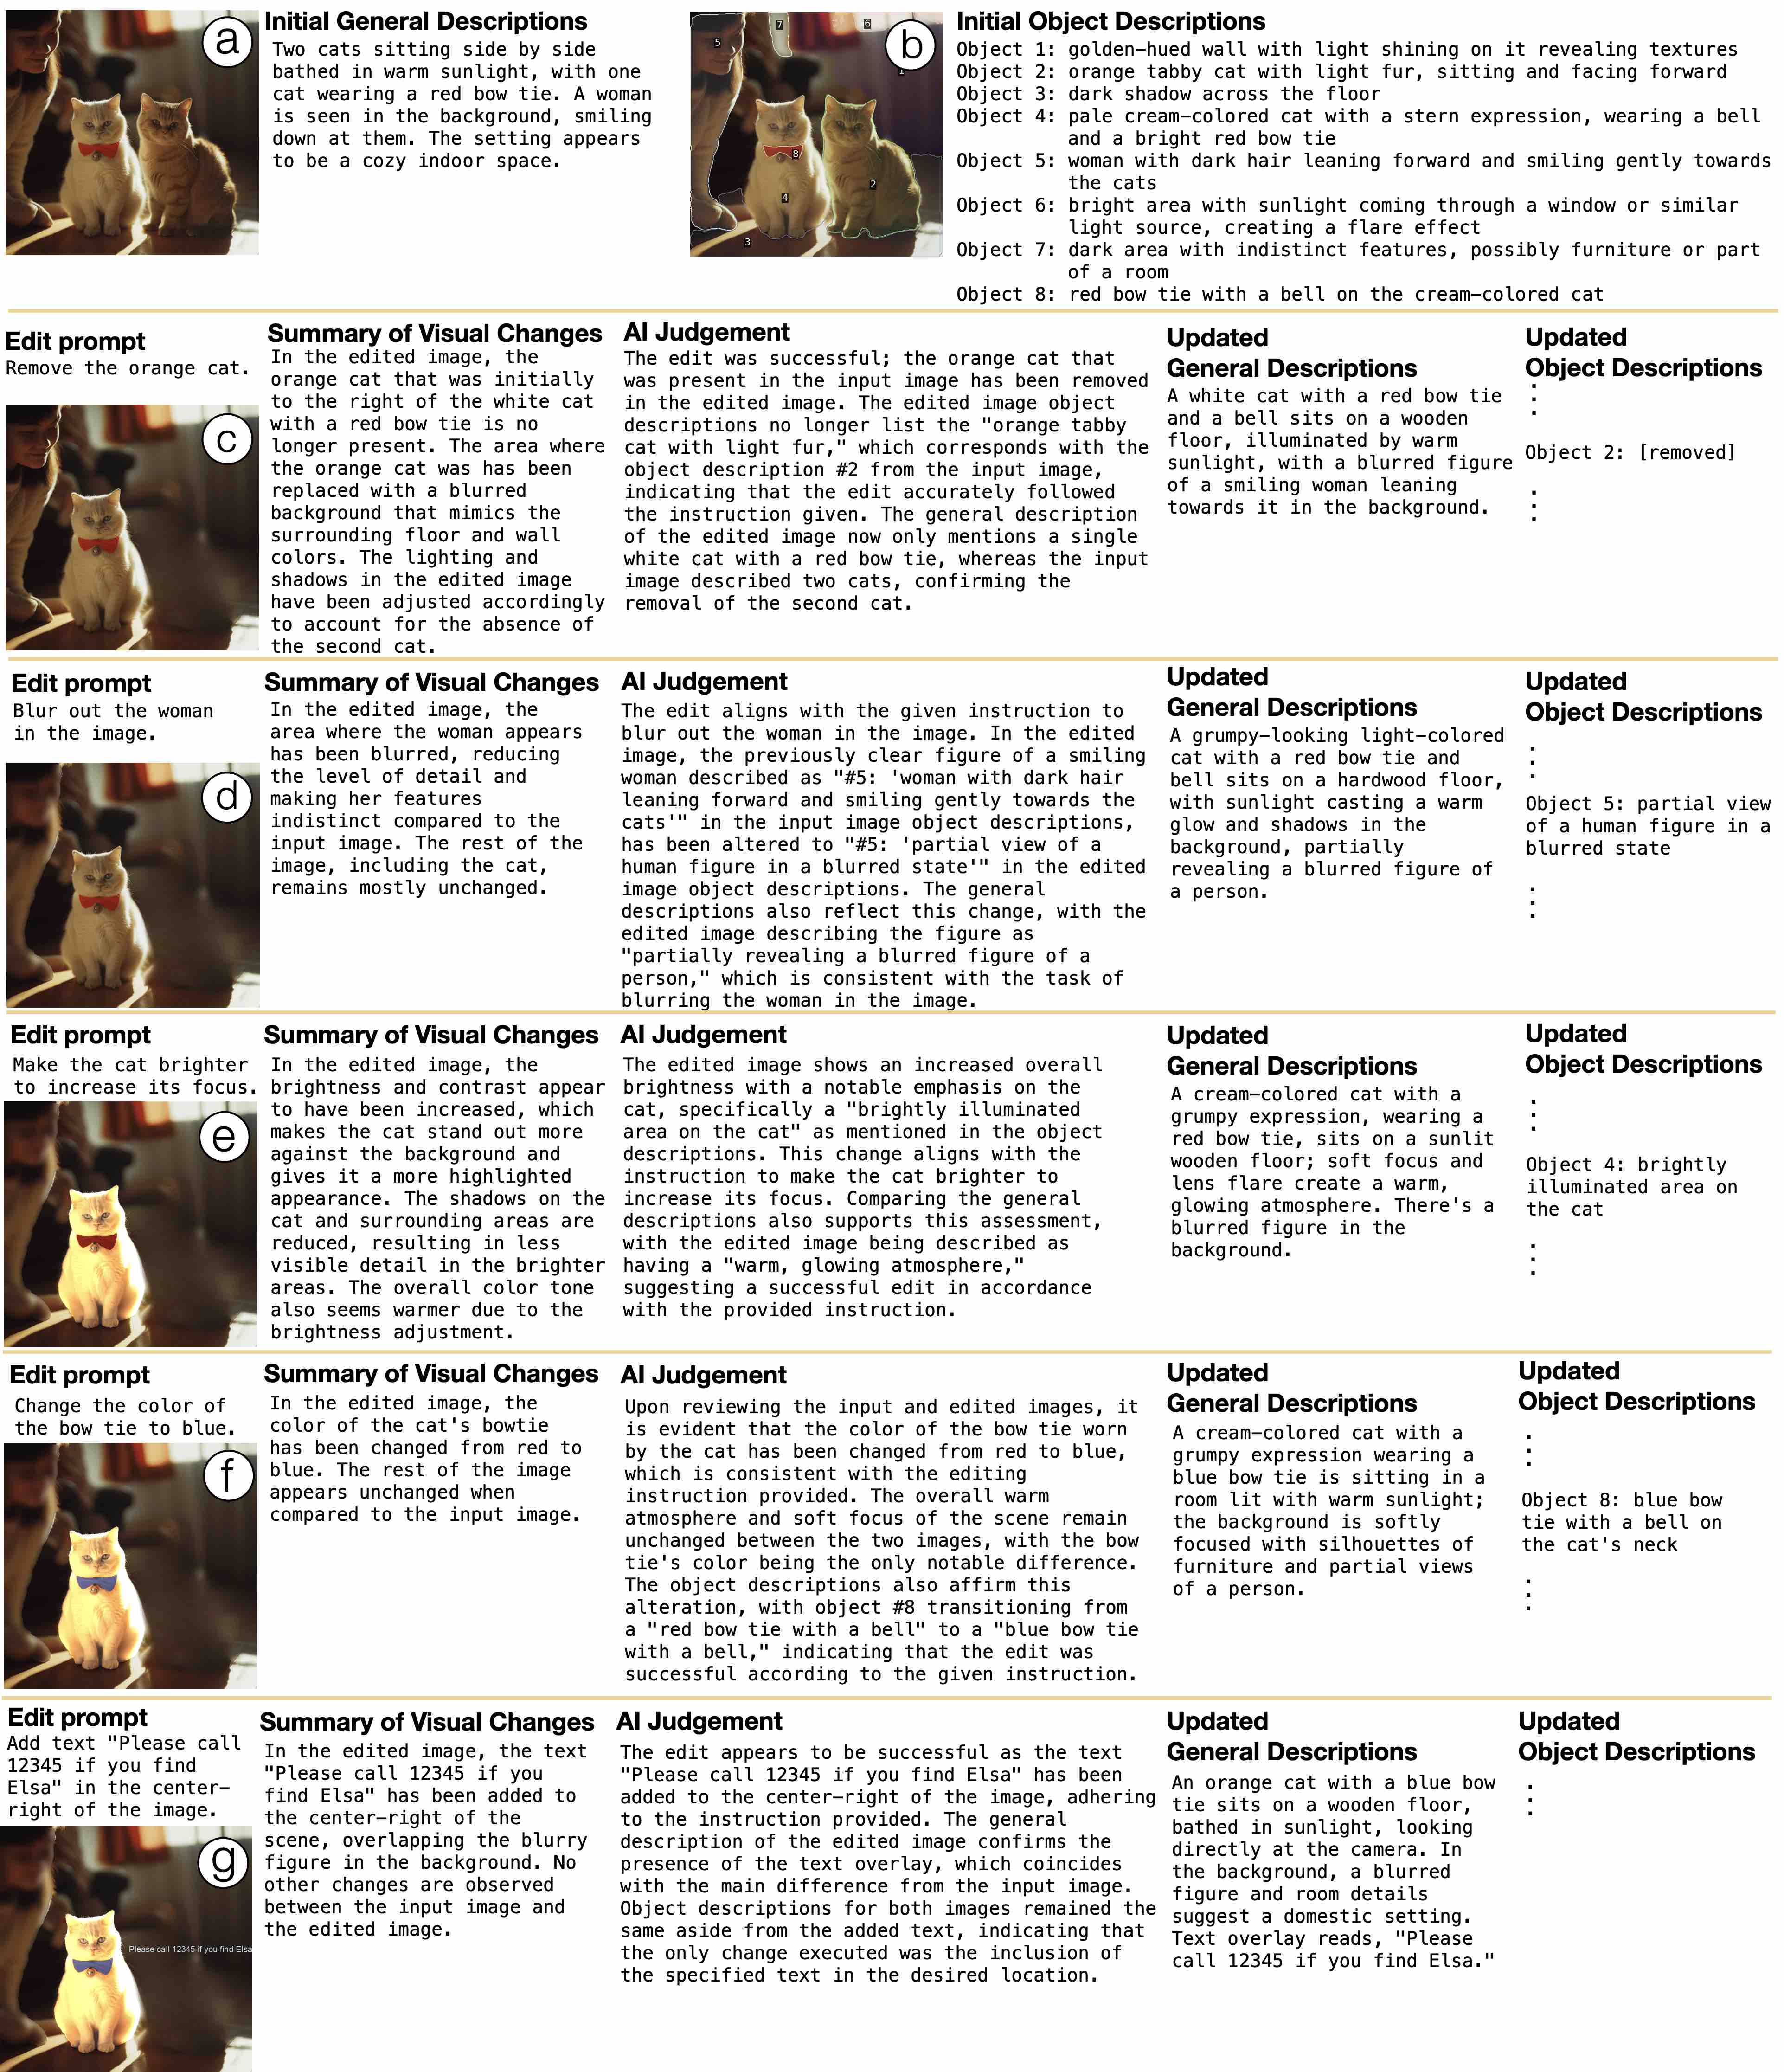 a
Initial General Descriptions
Two cats sitting side by side
bathed in warm sunlight, with one
cat wearing a red bow tie. A woman
is seen in the background, smiling
down at them. The setting appears
to be a cozy indoor space.
b
5
7
6
1
8
2
4
3
Initial Object Descriptions
Object 1: golden-hued wall with light shining on it revealing textures
Object 2: orange tabby cat with light fur, sitting and facing forward
Object 3: dark shadow across the floor
Object 4: pale cream-colored cat with a stern expression, wearing a bell
and a bright red bow tie
Object 5: woman with dark hair leaning forward and smiling gently towards
the cats
Object 6: bright area with sunlight coming through a window or similar
light source, creating a flare effect
Object 7: dark area with indistinct features, possibly furniture or part
of a room
Object 8: red bow tie with a bell on the cream-colored cat
Edit prompt
Remove the orange cat.
c
Summary of Visual Changes
In the edited image, the
orange cat that was initially
to the right of the white cat
with a red bow tie is no
longer present. The area where
the orange cat was has been
replaced with a blurred
background that mimics the
surrounding floor and wall
colors. The lighting and
shadows in the edited image
have been adjusted accordingly
to account for the absence of
the second cat.
AI Judgement
The edit was successful; the orange cat that
was present in the input image has been removed
in the edited image. The edited image object
descriptions no longer list the "orange tabby
cat with light fur," which corresponds with the
object description #2 from the input image,
indicating that the edit accurately followed
the instruction given. The general description
of the edited image now only mentions a single
white cat with a red bow tie, whereas the input
image described two cats, confirming the
removal of the second cat.
Updated
General Descriptions
A white cat with a red bow tie
and a bell sits on a wooden
floor, illuminated by warm
sunlight, with a blurred figure
of a smiling woman leaning
towards it in the background.
Updated
Object Descriptions
Object 2: [removed]
Edit prompt
Blur out the woman
in the image.
d
Summary of Visual Changes
In the edited image, the
area where the woman appears
has been blurred, reducing
the level of detail and
making her features
indistinct compared to the
input image. The rest of the
image, including the cat,
remains mostly unchanged.
AI Judgement
The edit aligns with the given instruction to
blur out the woman in the image. In the edited
image, the previously clear figure of a smiling
woman described as "#5: 'woman with dark hair
leaning forward and smiling gently towards the
cats'" in the input image object descriptions,
has been altered to "#5: 'partial view of a
human figure in a blurred state'" in the edited
image object descriptions. The general
descriptions also reflect this change, with the
edited image describing the figure as
"partially revealing a blurred figure of a
person," which is consistent with the task of
blurring the woman in the image.
Updated
General Descriptions
A grumpy-looking light-colored
cat with a red bow tie and
bell sits on a hardwood floor,
with sunlight casting a warm
glow and shadows in the
background, partially
revealing a blurred figure of
a person.
Updated
Object Descriptions
Object 5: partial view
of a human figure in a
blurred state
Edit prompt
Make the cat brighter
to increase its focus.
e
Summary of Visual Changes
In the edited image, the
brightness and contrast appear
to have been increased, which
makes the cat stand out more
against the background and
gives it a more highlighted
appearance. The shadows on the
cat and surrounding areas are
reduced, resulting in less
visible detail in the brighter
areas. The overall color tone
also seems warmer due to the
brightness adjustment.
AI Judgement
The edited image shows an increased overall
brightness with a notable emphasis on the
cat, specifically a "brightly illuminated
area on the cat" as mentioned in the object
descriptions. This change aligns with the
instruction to make the cat brighter to
increase its focus. Comparing the general
descriptions also supports this assessment,
with the edited image being described as
having a "warm, glowing atmosphere,"
suggesting a successful edit in accordance
with the provided instruction.
Updated
General Descriptions
A cream-colored cat with a
grumpy expression, wearing a
red bow tie, sits on a sunlit
wooden floor; soft focus and
lens flare create a warm,
glowing atmosphere. There's a
blurred figure in the
background.
Updated
Object Descriptions
Object 4: brightly
illuminated area on
the cat
Edit prompt
Change the color of
the bow tie to blue.
f
Summary of Visual Changes
In the edited image, the
color of the cat's bowtie
has been changed from red to
blue. The rest of the image
appears unchanged when
compared to the input image.
AI Judgement
Upon reviewing the input and edited images, it
is evident that the color of the bow tie worn
by the cat has been changed from red to blue,
which is consistent with the editing
instruction provided. The overall warm
atmosphere and soft focus of the scene remain
unchanged between the two images, with the bow
tie's color being the only notable difference.
The object descriptions also affirm this
alteration, with object #8 transitioning from
a "red bow tie with a bell" to a "blue bow tie
with a bell," indicating that the edit was
successful according to the given instruction.
Updated
General Descriptions
A cream-colored cat with a
grumpy expression wearing a
blue bow tie is sitting in a
room lit with warm sunlight;
the background is softly
focused with silhouettes of
furniture and partial views
of a person.
Updated
Object Descriptions
Object 8: blue bow
tie with a bell on
the cat's neck
Edit prompt
Add text "Please call
12345 if you find
Elsa" in the center-
right of the image.
g
Please call 12345 if you find Elsa
Summary of Visual Changes
In the edited image, the text
"Please call 12345 if you
find Elsa" has been added to
the center-right of the
scene, overlapping the blurry
figure in the background. No
other changes are observed
between the input image and
the edited image.
AI Judgement
The edit appears to be successful as the text
"Please call 12345 if you find Elsa" has been
added to the center-right of the image, adhering
to the instruction provided. The general
description of the edited image confirms the
presence of the text overlay, which coincides
with the main difference from the input image.
Object descriptions for both images remained the
same aside from the added text, indicating that
the only change executed was the inclusion of
the specified text in the desired location.
Updated
General Descriptions
An orange cat with a blue bow
tie sits on a wooden floor,
bathed in sunlight, looking
directly at the camera. In
the background, a blurred
figure and room details
suggest a domestic setting.
Text overlay reads, "Please
call 12345 if you find Elsa."
Updated
Object Descriptions